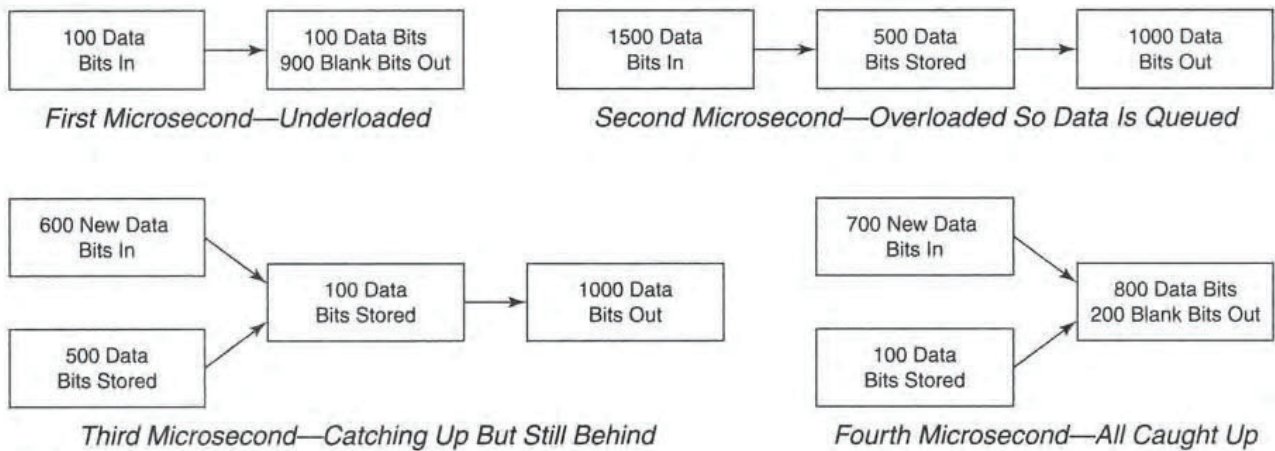 100 Data
Bits In
100 Data Bits
900 Blank Bits Out
First Microsecond—Underloaded
1500 Data
Bits In
500 Data
Bits Stored
1000 Data
Bits Out
Second Microsecond—Overloaded So Data Is Queued
600 New Data
Bits In
500 Data
Bits Stored
100 Data
Bits Stored
1000 Data
Bits Out
Third Microsecond—Catching Up But Still Behind
700 New Data
Bits In
100 Data
Bits Stored
800 Data Bits
200 Blank Bits Out
Fourth Microsecond—All Caught Up